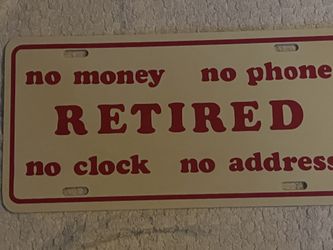 no money no phone
RETIRED
no clock no address